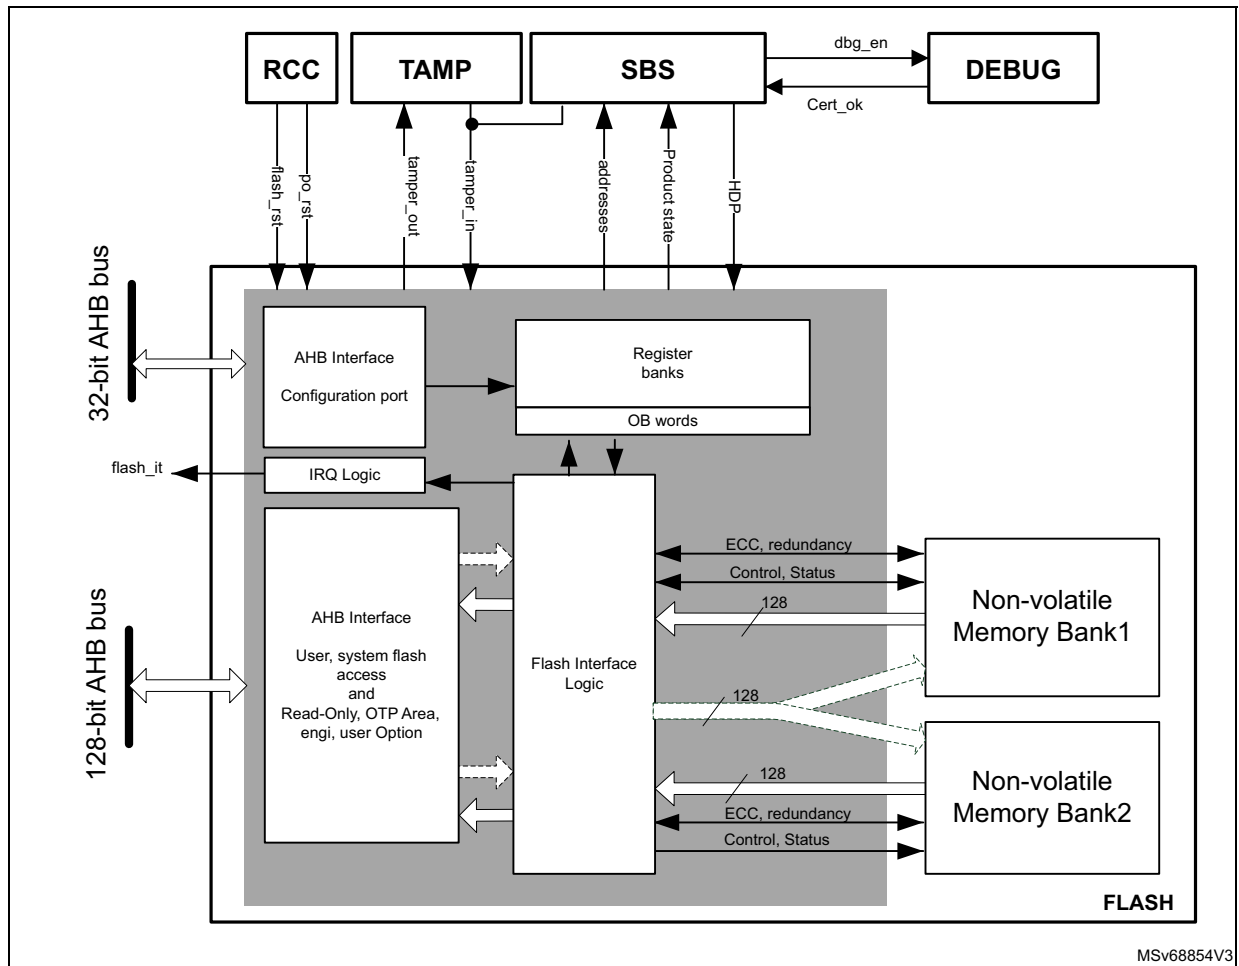 RCC
TAMP
SBS
DEBUG
dbg_en
Cert_ok
flash_rst
po_rst
tamper_out
tamper_in
addresses
Product state
HDP
32-bit AHB bus
AHB Interface
Configuration port
Register
banks
OB words
flash_it
IRQ Logic
128-bit AHB bus
AHB Interface
User, system flash
access
and
Read-Only, OTP Area,
engi, user Option
Flash Interface
Logic
ECC, redundancy
Control, Status
128
128
128
ECC, redundancy
Control, Status
Non-volatile
Memory Bank1
Non-volatile
Memory Bank2
FLASH
MSv68854V3